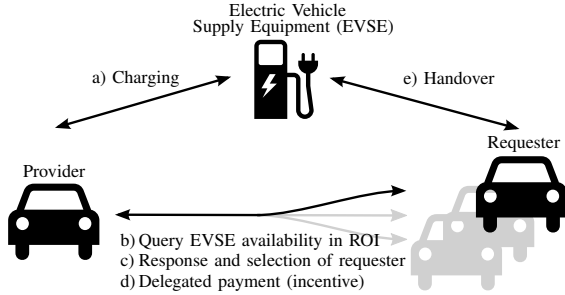 Electric Vehicle
Supply Equipment (EVSE)
a) Charging
e) Handover
Provider
Requester
b) Query EVSE availability in ROI
c) Response and selection of requester
d) Delegated payment (incentive)